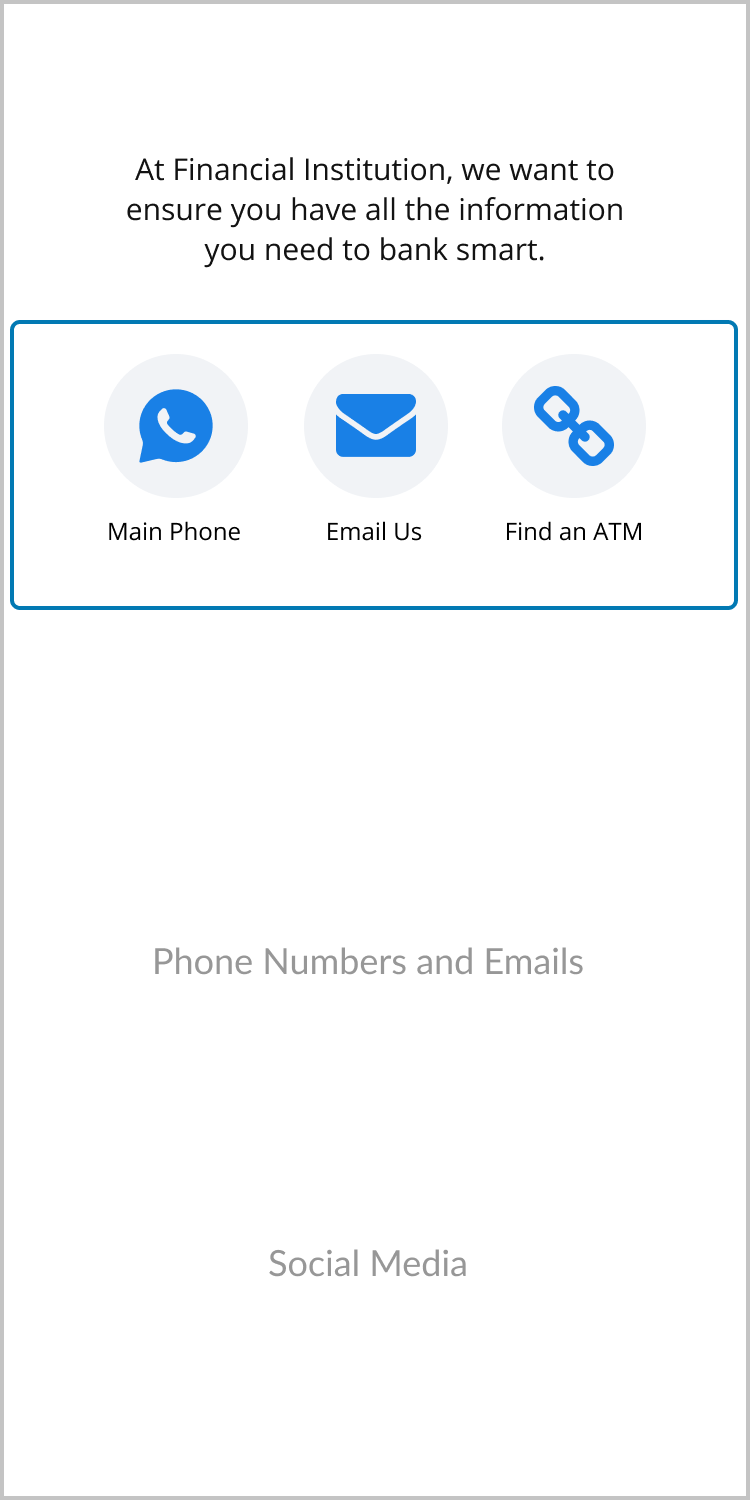 At Financial Institution, we want to
ensure you have all the information
you need to bank smart.
Main Phone
Email Us
Find an ATM
Phone Numbers and Emails
Social Media